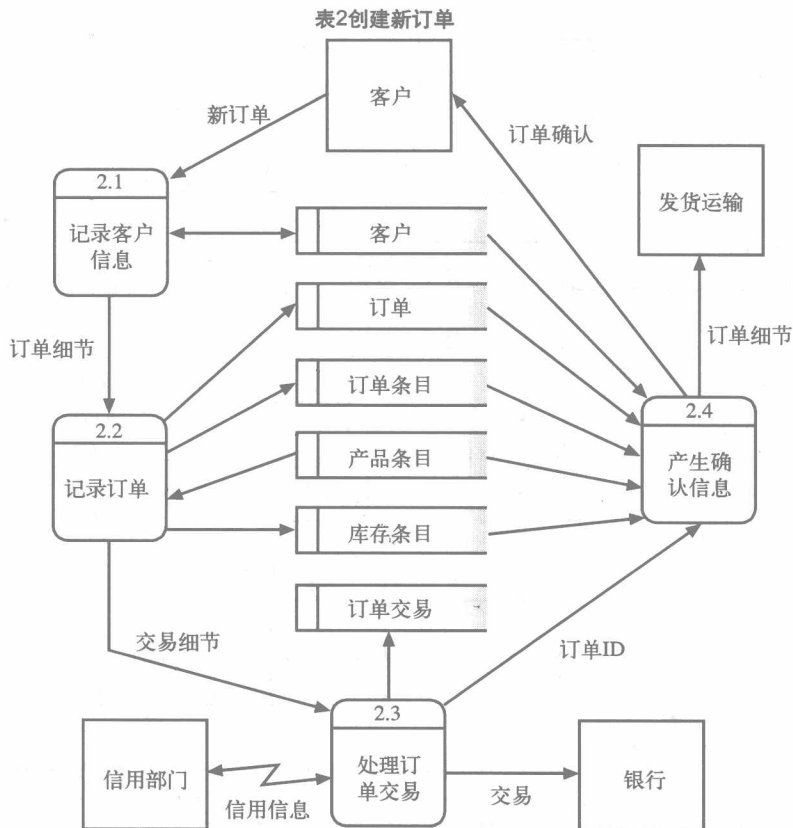 表2创建新订单
客户
新订单
订单确认
2.1
记录客户
信息
客户
发货运输
订单
订单细节
订单细节
订单条目
2.2
记录订单
产品条目
2.4
产生确
认信息
库存条目
订单交易
交易细节
订单ID
2.3
处理订
单交易
信用部门
信用信息
交易
银行